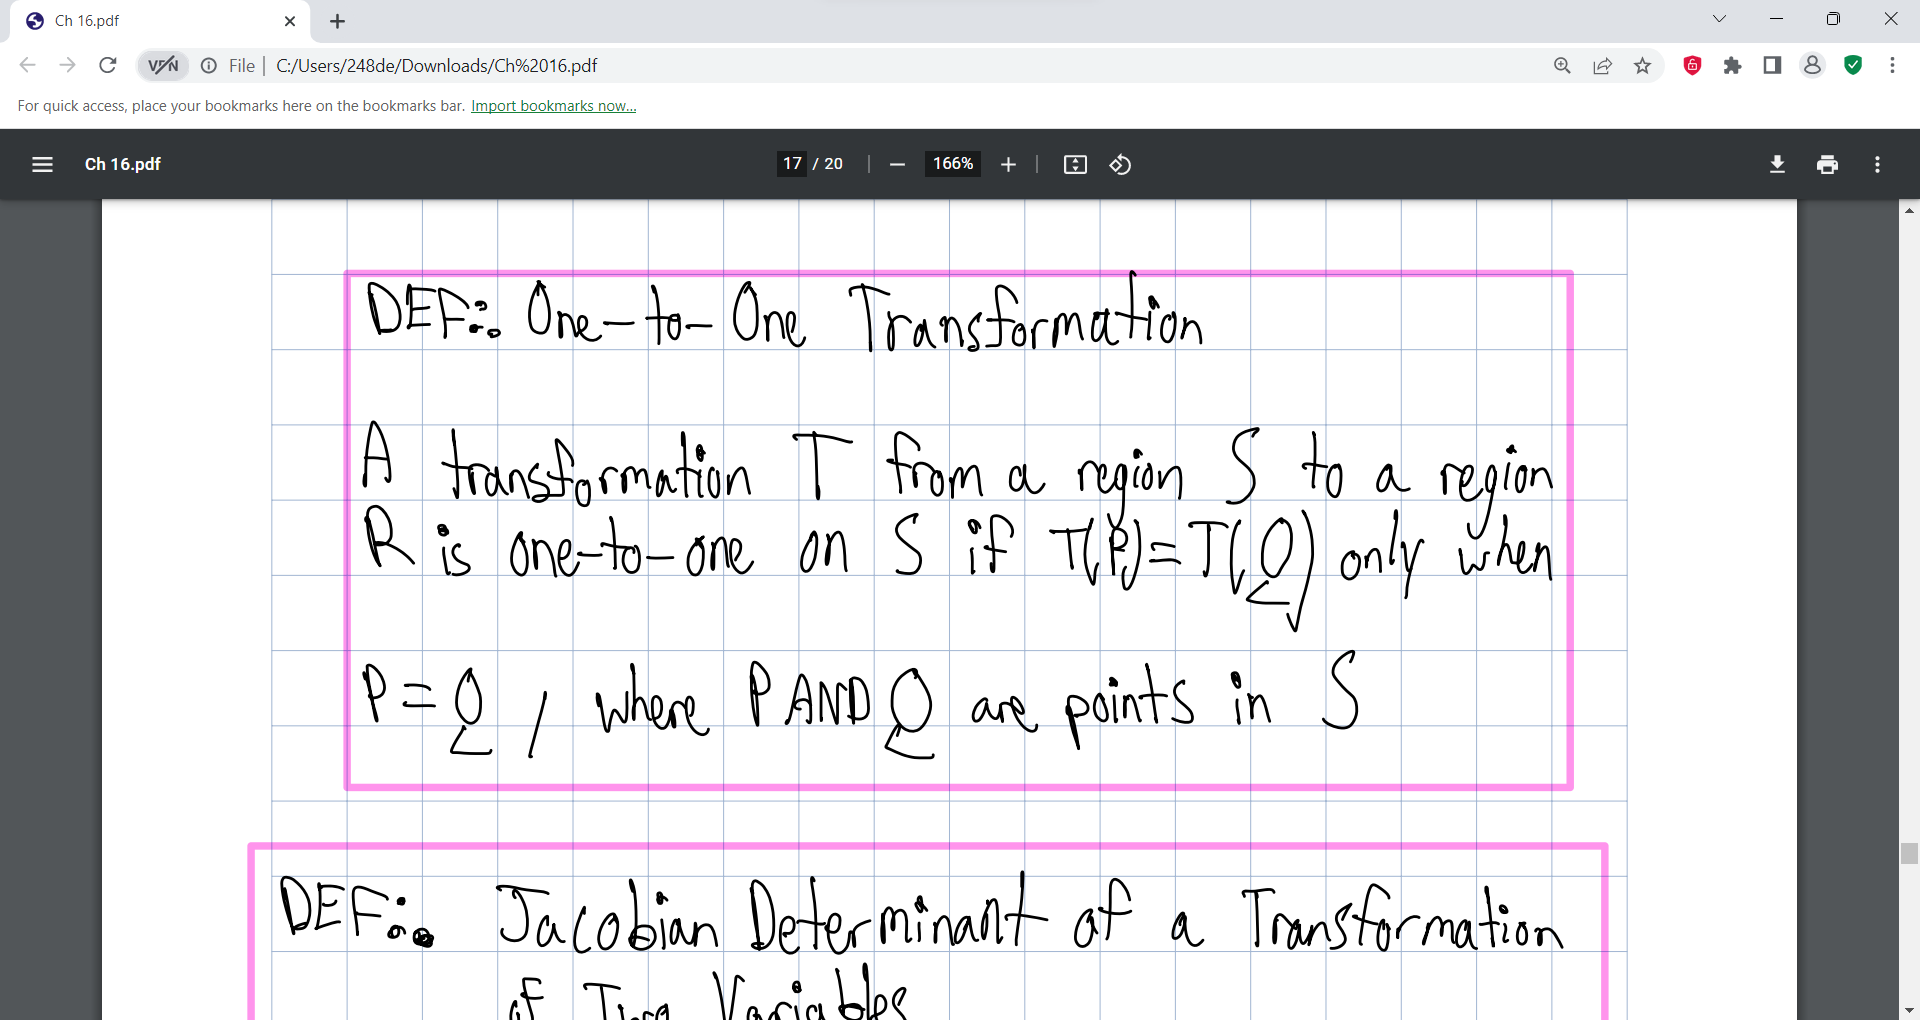 Ch 16.pdf
VPN File C:/Users/248de/Downloads/Ch%2016.pdf
For quick access, place your bookmarks here on the bookmarks bar. Import bookmarks now...
Ch 16.pdf 17 / 20 166%
DEF: One-to-One Transformation
A transformation T from a region S to a region
R is one-to-one on S if T(P)=T(Q) only when
P=Q, where P AND Q are points in S
DEF: Jacobian Determinant of a Transformation
of Two Variables